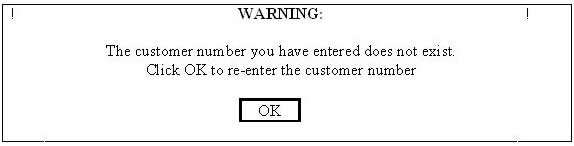 ! WARNING: !
The customer number you have entered does not exist.
Click OK to re-enter the customer number
OK